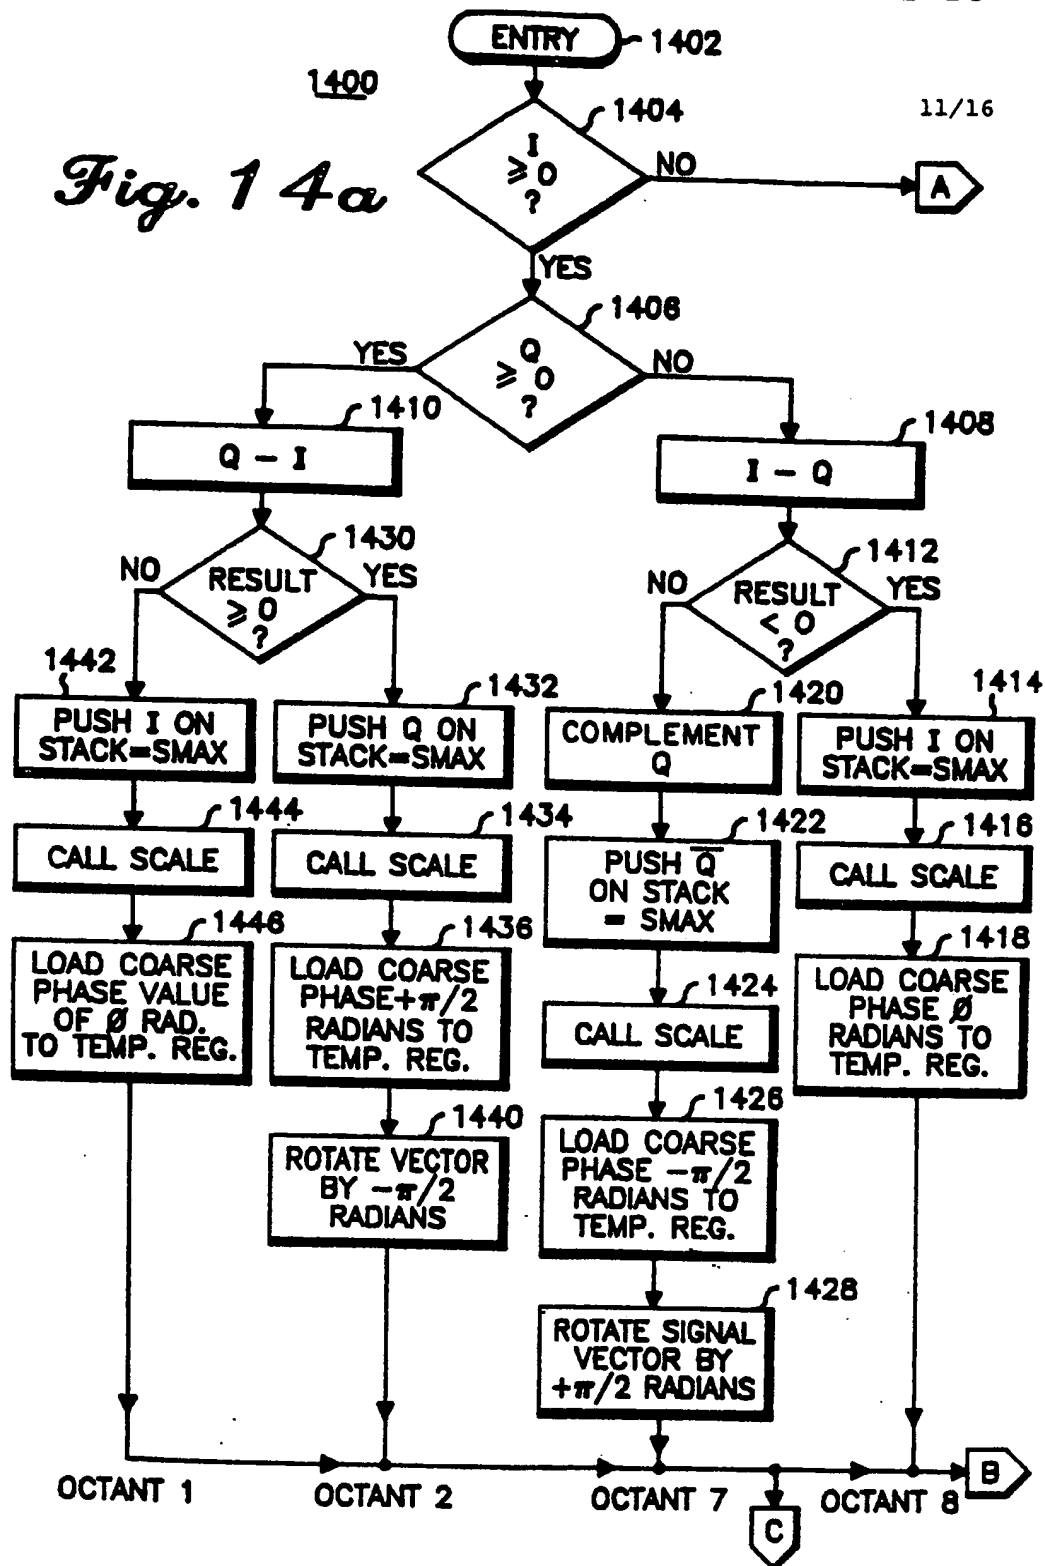 ENTRY
1402
1400
1404
11/16
Fig. 14a
I
≥ 0
?
NO
A
YES
1406
Q
≥ 0
?
YES
NO
1410
Q - I
1408
I - Q
1430
RESULT
≥ 0
?
NO
YES
1412
RESULT
< 0
?
NO
YES
1442
PUSH I ON
STACK=SMAX
1432
PUSH Q ON
STACK=SMAX
1420
COMPLEMENT
Q
1414
PUSH I ON
STACK=SMAX
1444
CALL SCALE
1434
CALL SCALE
1422
PUSH Q̅
ON STACK
= SMAX
1416
CALL SCALE
1446
LOAD COARSE
PHASE VALUE
OF Ø RAD.
TO TEMP. REG.
1436
LOAD COARSE
PHASE+π/2
RADIANS TO
TEMP. REG.
1424
CALL SCALE
1418
LOAD COARSE
PHASE Ø
RADIANS TO
TEMP. REG.
1440
ROTATE VECTOR
BY -π/2
RADIANS
1426
LOAD COARSE
PHASE -π/2
RADIANS TO
TEMP. REG.
1428
ROTATE SIGNAL
VECTOR BY
+π/2 RADIANS
B
OCTANT 1
OCTANT 2
OCTANT 7
OCTANT 8
C